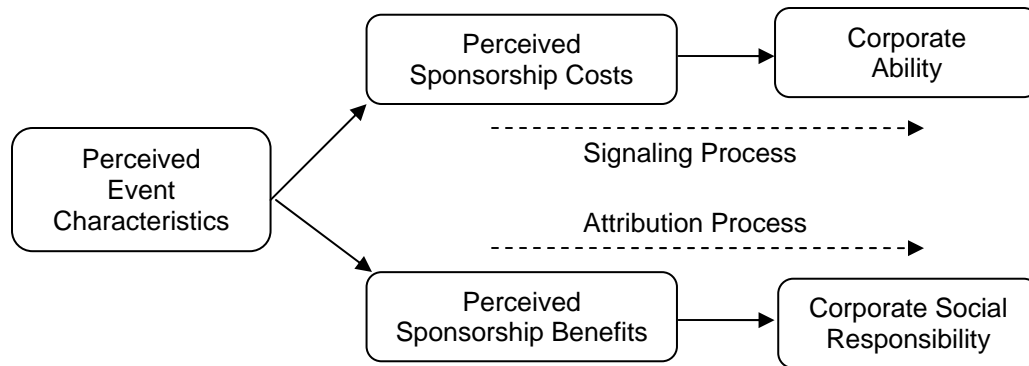 Perceived
Event
Characteristics
Perceived
Sponsorship Costs
Corporate
Ability
Signaling Process
Attribution Process
Perceived
Sponsorship Benefits
Corporate Social
Responsibility